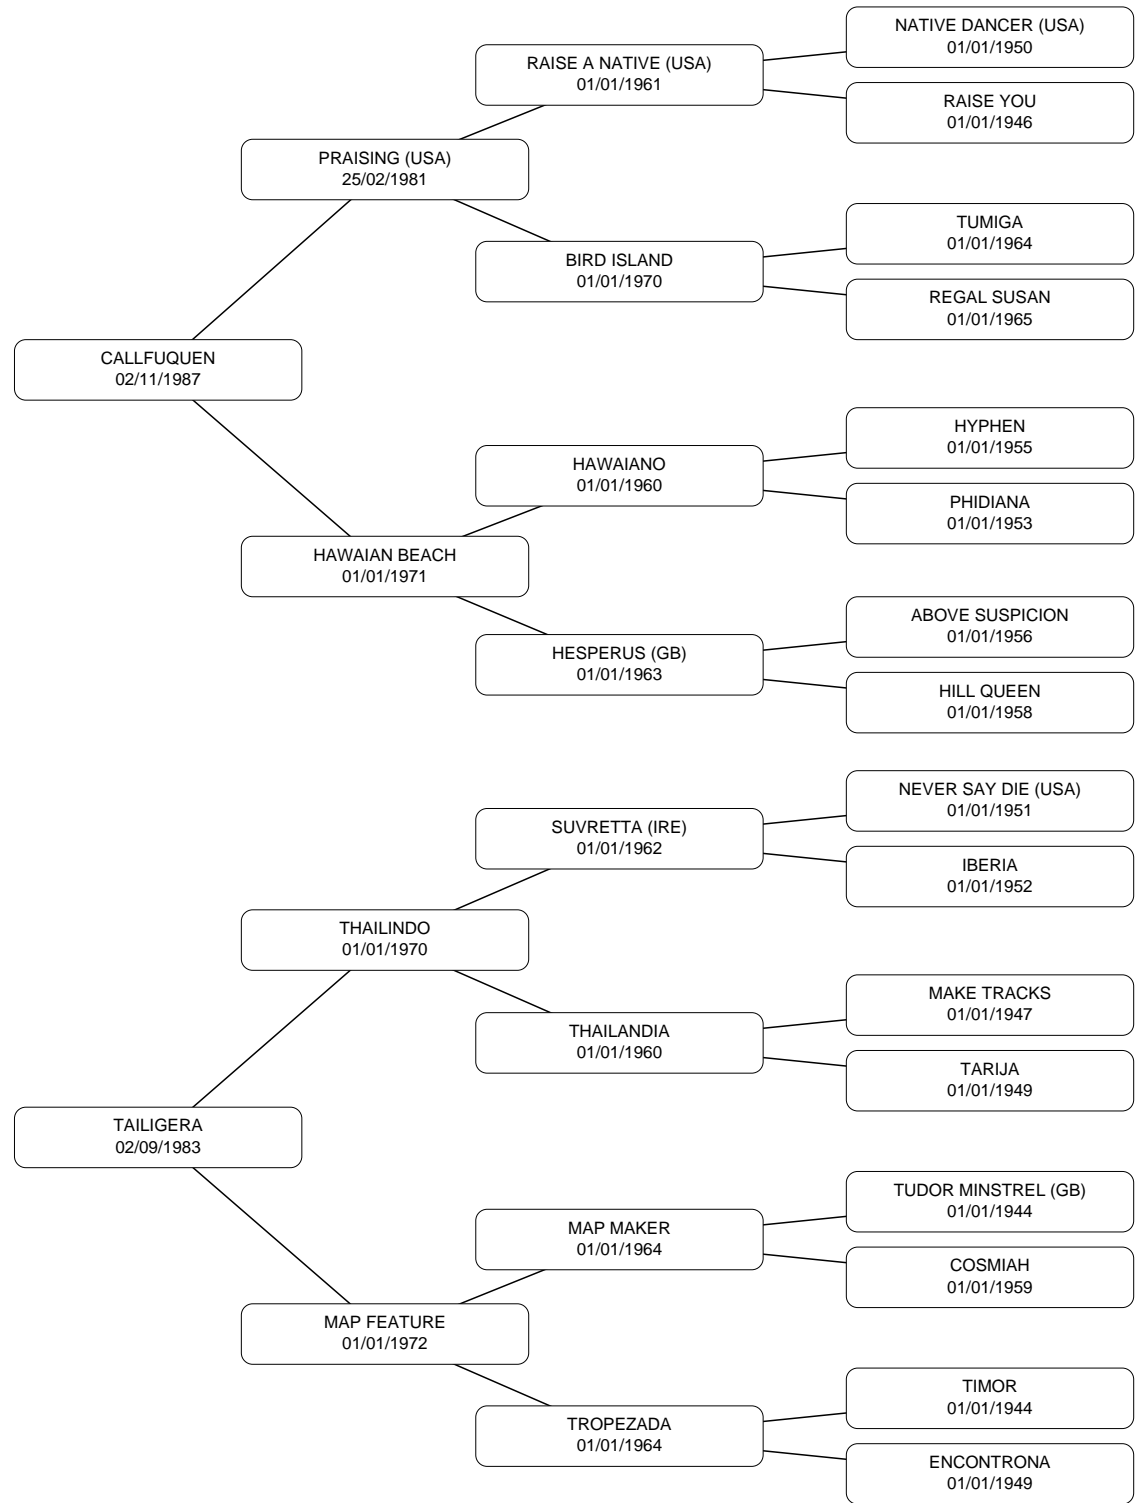 NATIVE DANCER (USA)
01/01/1950
RAISE A NATIVE (USA)
01/01/1961
RAISE YOU
01/01/1946
PRAISING (USA)
25/02/1981
TUMIGA
01/01/1964
BIRD ISLAND
01/01/1970
REGAL SUSAN
01/01/1965
CALLFUQUEN
02/11/1987
HYPHEN
01/01/1955
HAWAIANO
01/01/1960
PHIDIANA
01/01/1953
HAWAIAN BEACH
01/01/1971
ABOVE SUSPICION
01/01/1956
HESPERUS (GB)
01/01/1963
HILL QUEEN
01/01/1958
NEVER SAY DIE (USA)
01/01/1951
SUVRETTA (IRE)
01/01/1962
IBERIA
01/01/1952
THAILINDO
01/01/1970
MAKE TRACKS
01/01/1947
THAILANDIA
01/01/1960
TARIJA
01/01/1949
TAILIGERA
02/09/1983
TUDOR MINSTREL (GB)
01/01/1944
MAP MAKER
01/01/1964
COSMIAH
01/01/1959
MAP FEATURE
01/01/1972
TIMOR
01/01/1944
TROPEZADA
01/01/1964
ENCONTRONA
01/01/1949